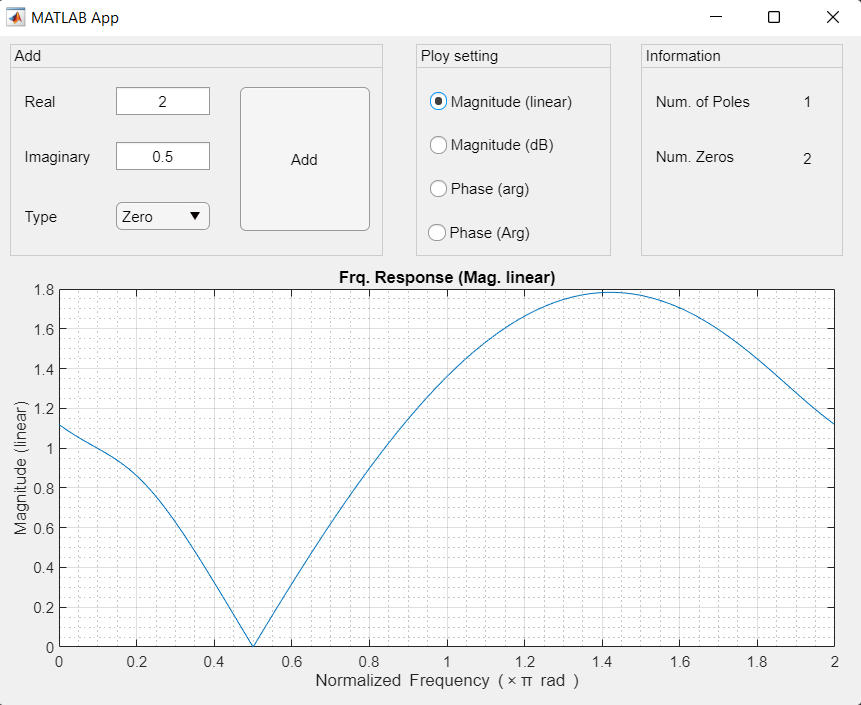 MATLAB App
Add
Real
2
Imaginary
0.5
Type
Zero
Add
Ploy setting
Magnitude (linear)
Magnitude (dB)
Phase (arg)
Phase (Arg)
Information
Num. of Poles 1
Num. Zeros 2
Frq. Response (Mag. linear)
1.8
1.6
1.4
1.2
1
0.8
0.6
0.4
0.2
0
Magnitude (linear)
0 0.2 0.4 0.6 0.8 1 1.2 1.4 1.6 1.8 2
Normalized Frequency (×π rad )